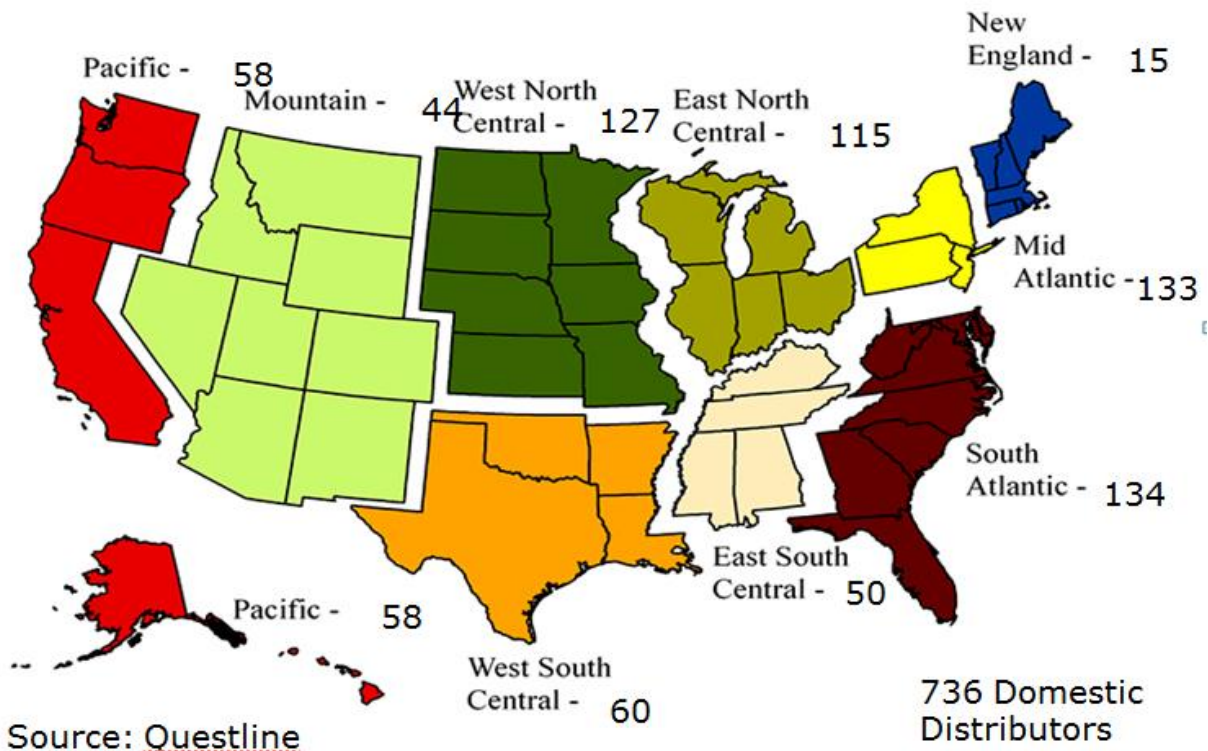 New
England - 15
Pacific - 58
Mountain - 44
West North
Central - 127
East North
Central - 115
Mid
Atlantic - 133
South
Atlantic - 134
East South
Central - 50
Pacific - 58
West South
Central - 60
736 Domestic
Distributors
Source: Questline